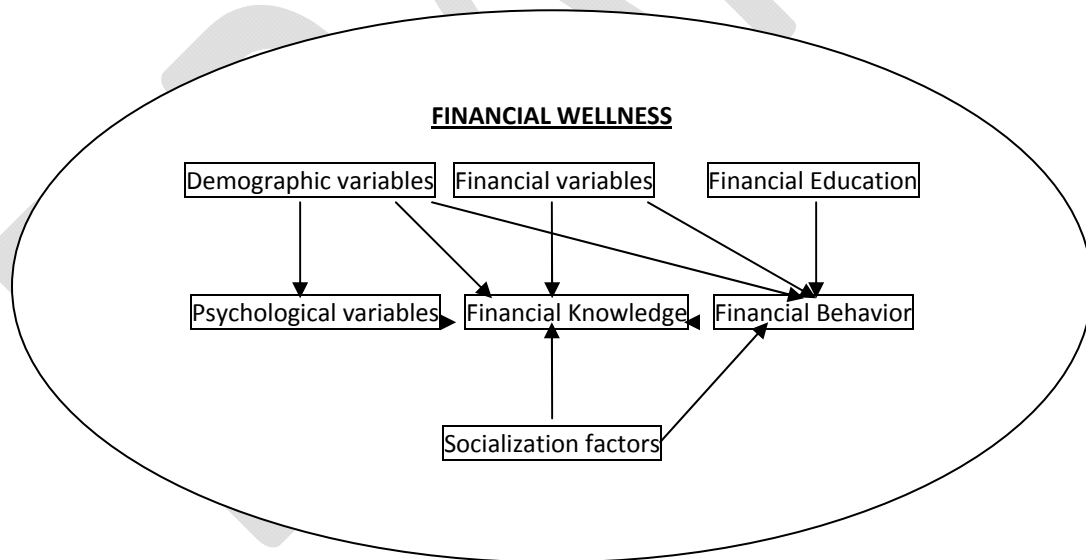 FINANCIAL WELLNESS
Demographic variables Financial variables Financial Education
Psychological variables Financial Knowledge Financial Behavior
Socialization factors